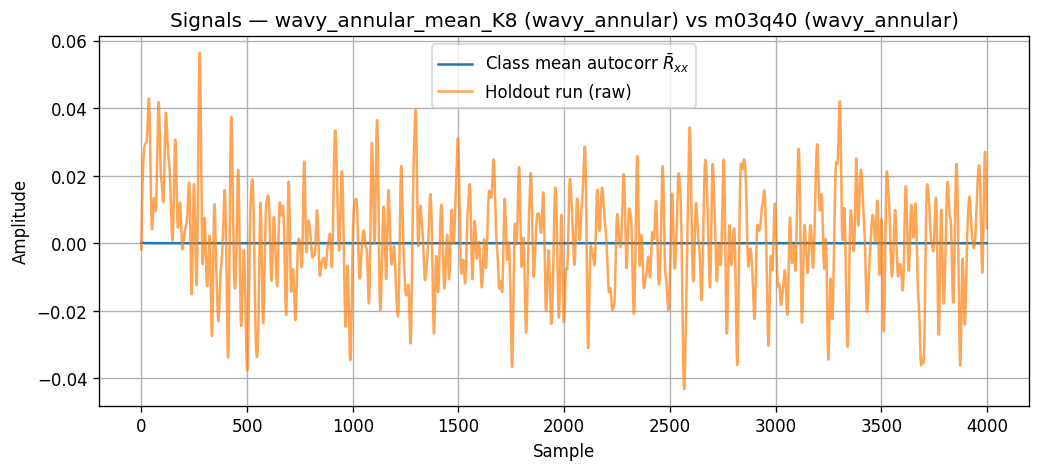 Signals — wavy_annular_mean_K8 (wavy_annular) vs m03q40 (wavy_annular)
Class mean autocorr R̄xx
Holdout run (raw)
0.06
0.04
0.02
0.00
−0.02
−0.04
Amplitude
0 500 1000 1500 2000 2500 3000 3500 4000
Sample